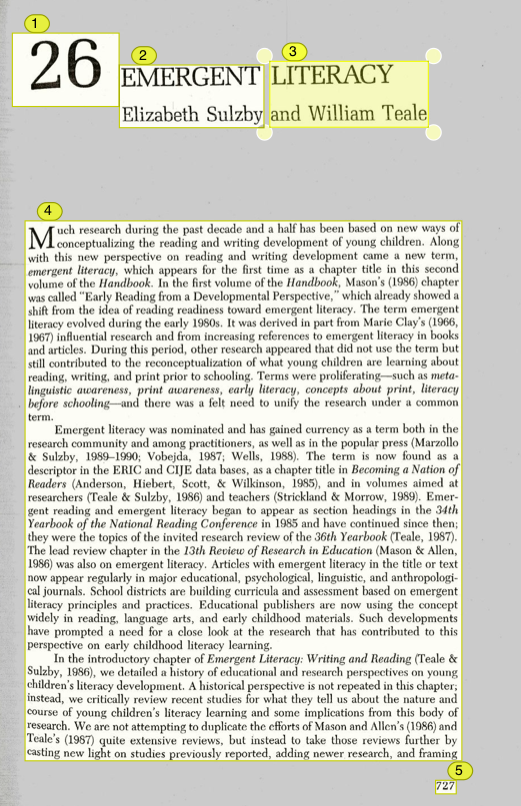 1
26
2
3
EMERGENT LITERACY
Elizabeth Sulzby and William Teale
4
Much research during the past decade and a half has been based on new ways of
conceptualizing the reading and writing development of young children. Along
with this new perspective on reading and writing development came a new term,
emergent literacy, which appears for the first time as a chapter title in this second
volume of the Handbook. In the first volume of the Handbook, Mason's (1986) chapter
was called "Early Reading from a Developmental Perspective," which already showed a
shift from the idea of reading readiness toward emergent literacy. The term emergent
literacy evolved during the early 1980s. It was derived in part from Marie Clay's (1966,
1967) influential research and from increasing references to emergent literacy in books
and articles. During this period, other research appeared that did not use the term but
still contributed to the reconceptualization of what young children are learning about
reading, writing, and print prior to schooling. Terms were proliferating—such as meta-
linguistic awareness, print awareness, early literacy, concepts about print, literacy
before schooling—and there was a felt need to unify the research under a common
term.
Emergent literacy was nominated and has gained currency as a term both in the
research community and among practitioners, as well as in the popular press (Marzollo
& Sulzby, 1989–1990; Vobejda, 1987; Wells, 1988). The term is now found as a
descriptor in the ERIC and CIJE data bases, as a chapter title in Becoming a Nation of
Readers (Anderson, Hiebert, Scott, & Wilkinson, 1985), and in volumes aimed at
researchers (Teale & Sulzby, 1986) and teachers (Strickland & Morrow, 1989). Emer-
gent reading and emergent literacy began to appear as section headings in the 34th
Yearbook of the National Reading Conference in 1985 and have continued since then;
they were the topics of the invited research review of the 36th Yearbook (Teale, 1987).
The lead review chapter in the 13th Review of Research in Education (Mason & Allen,
1986) was also on emergent literacy. Articles with emergent literacy in the title or text
now appear regularly in major educational, psychological, linguistic, and anthropologi-
cal journals. School districts are building curricula and assessment based on emergent
literacy principles and practices. Educational publishers are now using the concept
widely in reading, language arts, and early childhood materials. Such developments
have prompted a need for a close look at the research that has contributed to this
perspective on early childhood literacy learning.
In the introductory chapter of Emergent Literacy: Writing and Reading (Teale &
Sulzby, 1986), we detailed a history of educational and research perspectives on young
children's literacy development. A historical perspective is not repeated in this chapter;
instead, we critically review recent studies for what they tell us about the nature and
course of young children's literacy learning and some implications from this body of
research. We are not attempting to duplicate the efforts of Mason and Allen's (1986) and
Teale's (1987) quite extensive reviews, but instead to take those reviews further by
casting new light on studies previously reported, adding newer research, and framing
5
727